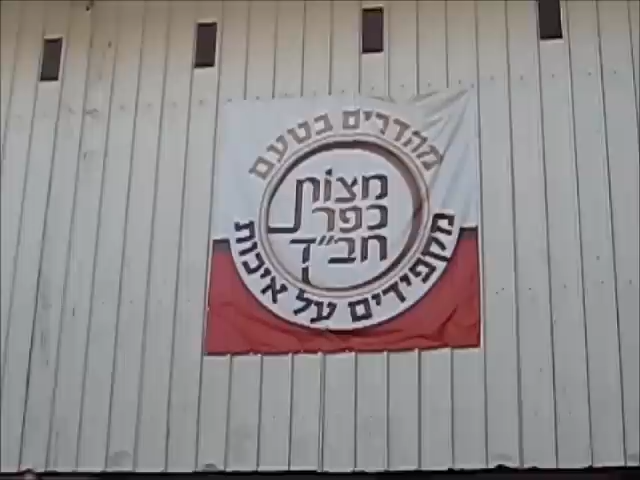 מהדרים בטעם
מצות
כפר
חב"ד
מקפידים על איכות